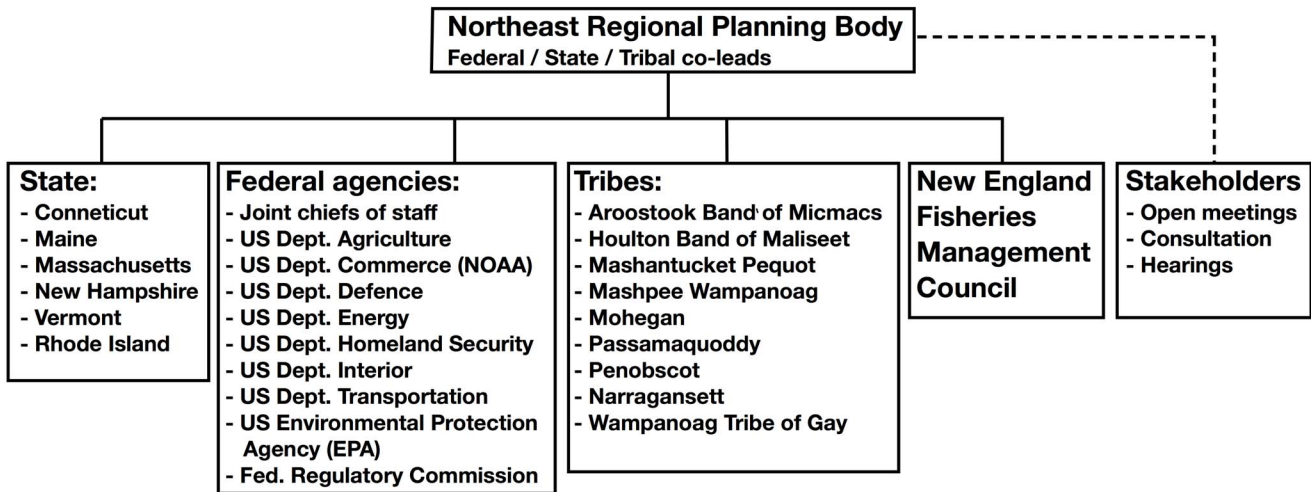 Northeast Regional Planning Body
Federal / State / Tribal co-leads
State:
- Conneticut
- Maine
- Massachusetts
- New Hampshire
- Vermont
- Rhode Island
Federal agencies:
- Joint chiefs of staff
- US Dept. Agriculture
- US Dept. Commerce (NOAA)
- US Dept. Defence
- US Dept. Energy
- US Dept. Homeland Security
- US Dept. Interior
- US Dept. Transportation
- US Environmental Protection
Agency (EPA)
- Fed. Regulatory Commission
Tribes:
- Aroostook Band of Micmacs
- Houlton Band of Maliseet
- Mashantucket Pequot
- Mashpee Wampanoag
- Mohegan
- Passamaquoddy
- Penobscot
- Narragansett
- Wampanoag Tribe of Gay
New England
Fisheries
Management
Council
Stakeholders
- Open meetings
- Consultation
- Hearings